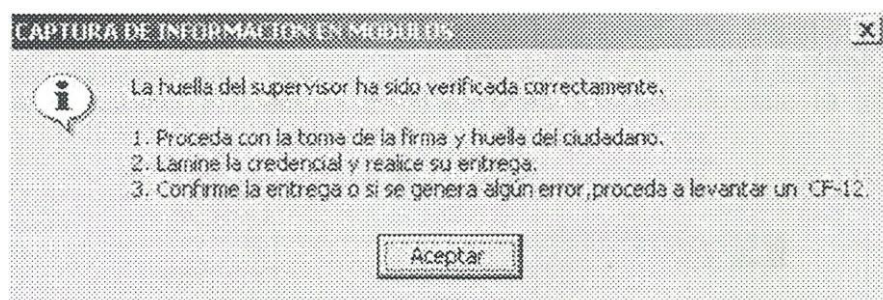 CAPTURA DE INFORMACION EN MODULOS
La huella del supervisor ha sido verificada correctamente.
1. Proceda con la toma de la firma y huella del ciudadano.
2. Lamine la credencial y realice su entrega.
3. Confirme la entrega o si se genera algún error,proceda a levantar un CF-12.
Aceptar